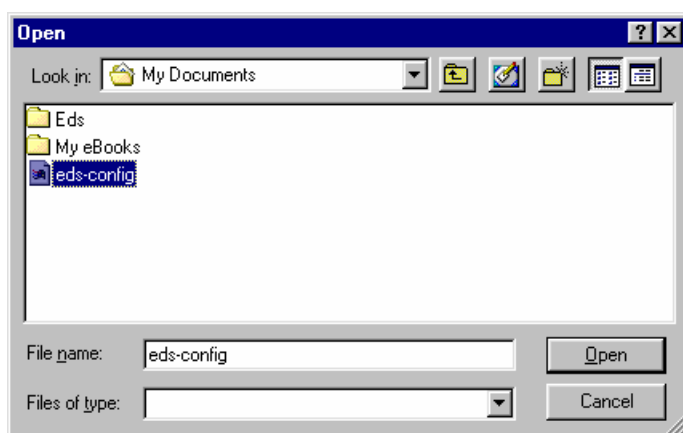 Open
Look in: My Documents
Eds
My eBooks
eds-config
File name: eds-config Open
Files of type: Cancel